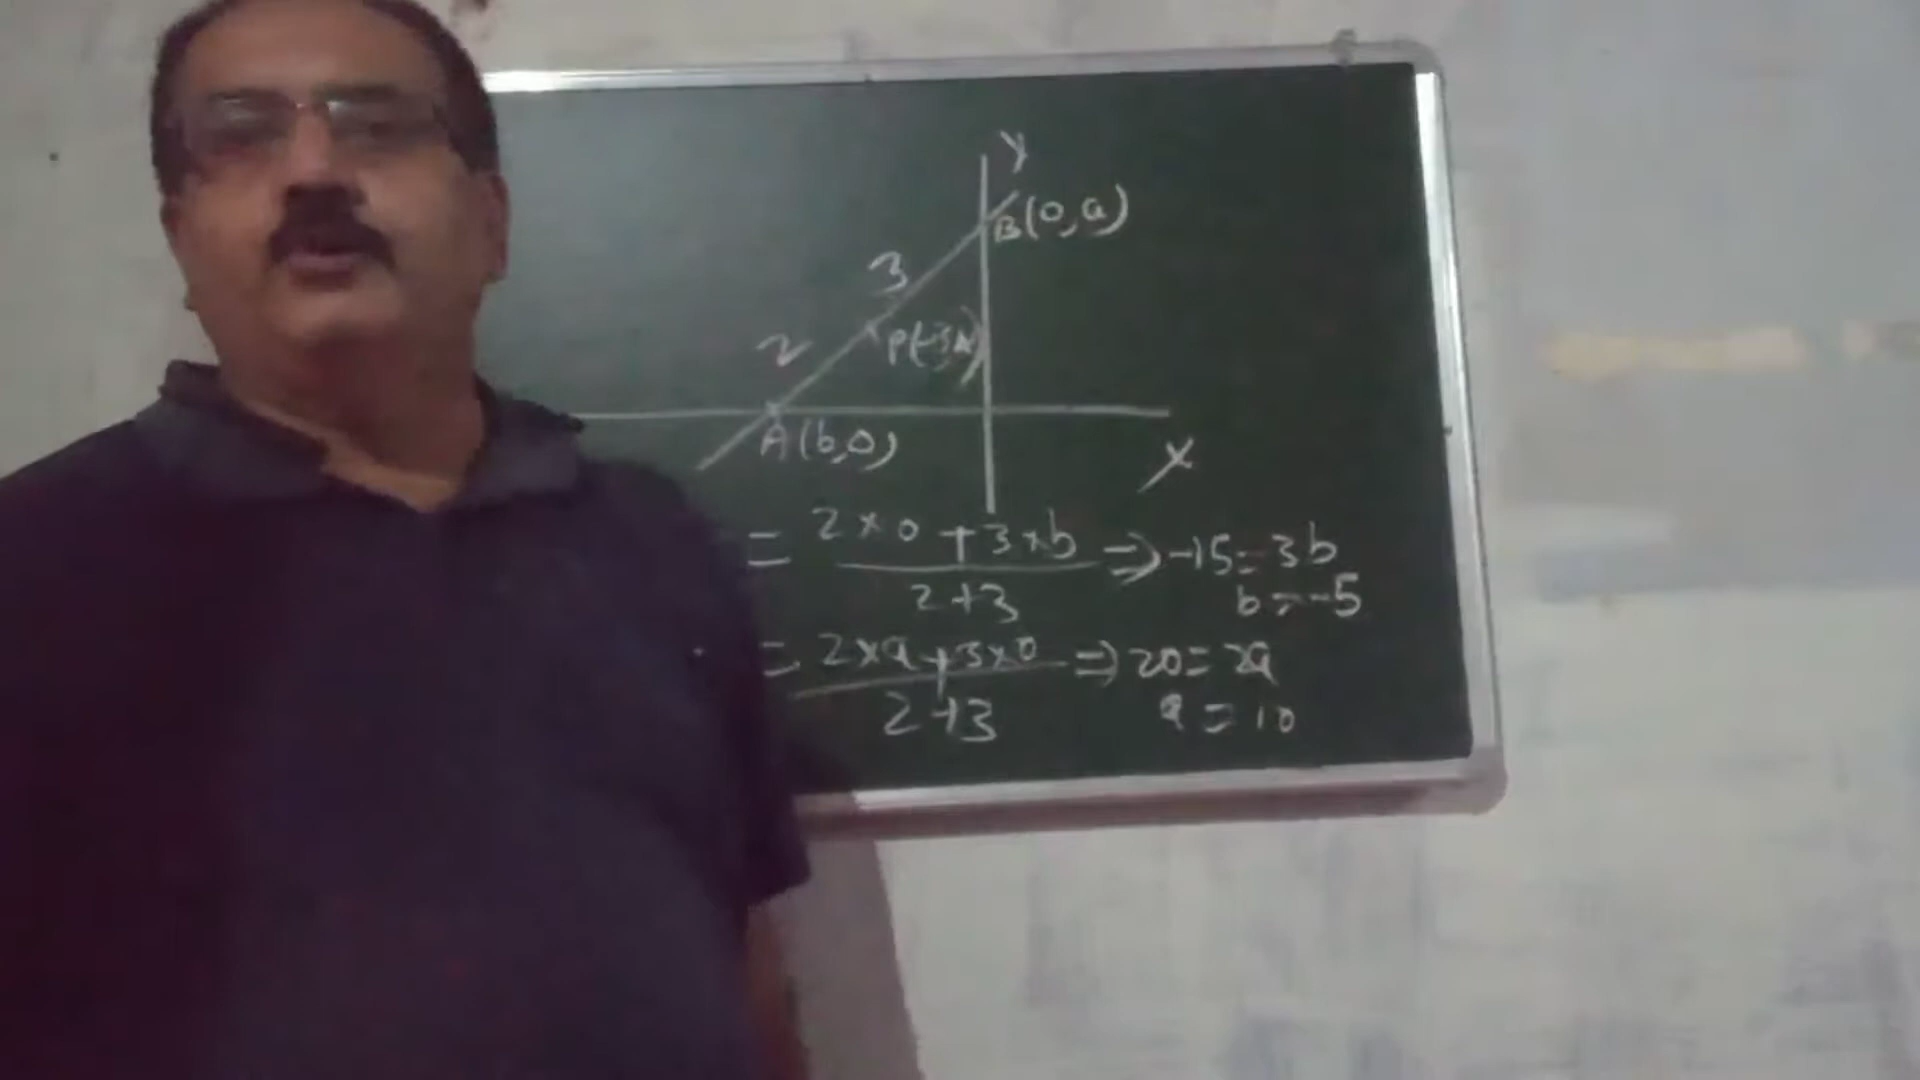 Y
B(0,a)
3
2
P(-3,4)
A(b,0)
X
= 2×0+3×b / 2+3 ⇒ -15=3b
b=-5
= 2×a+3×0 / 2+3 ⇒ 20=2a
a=10